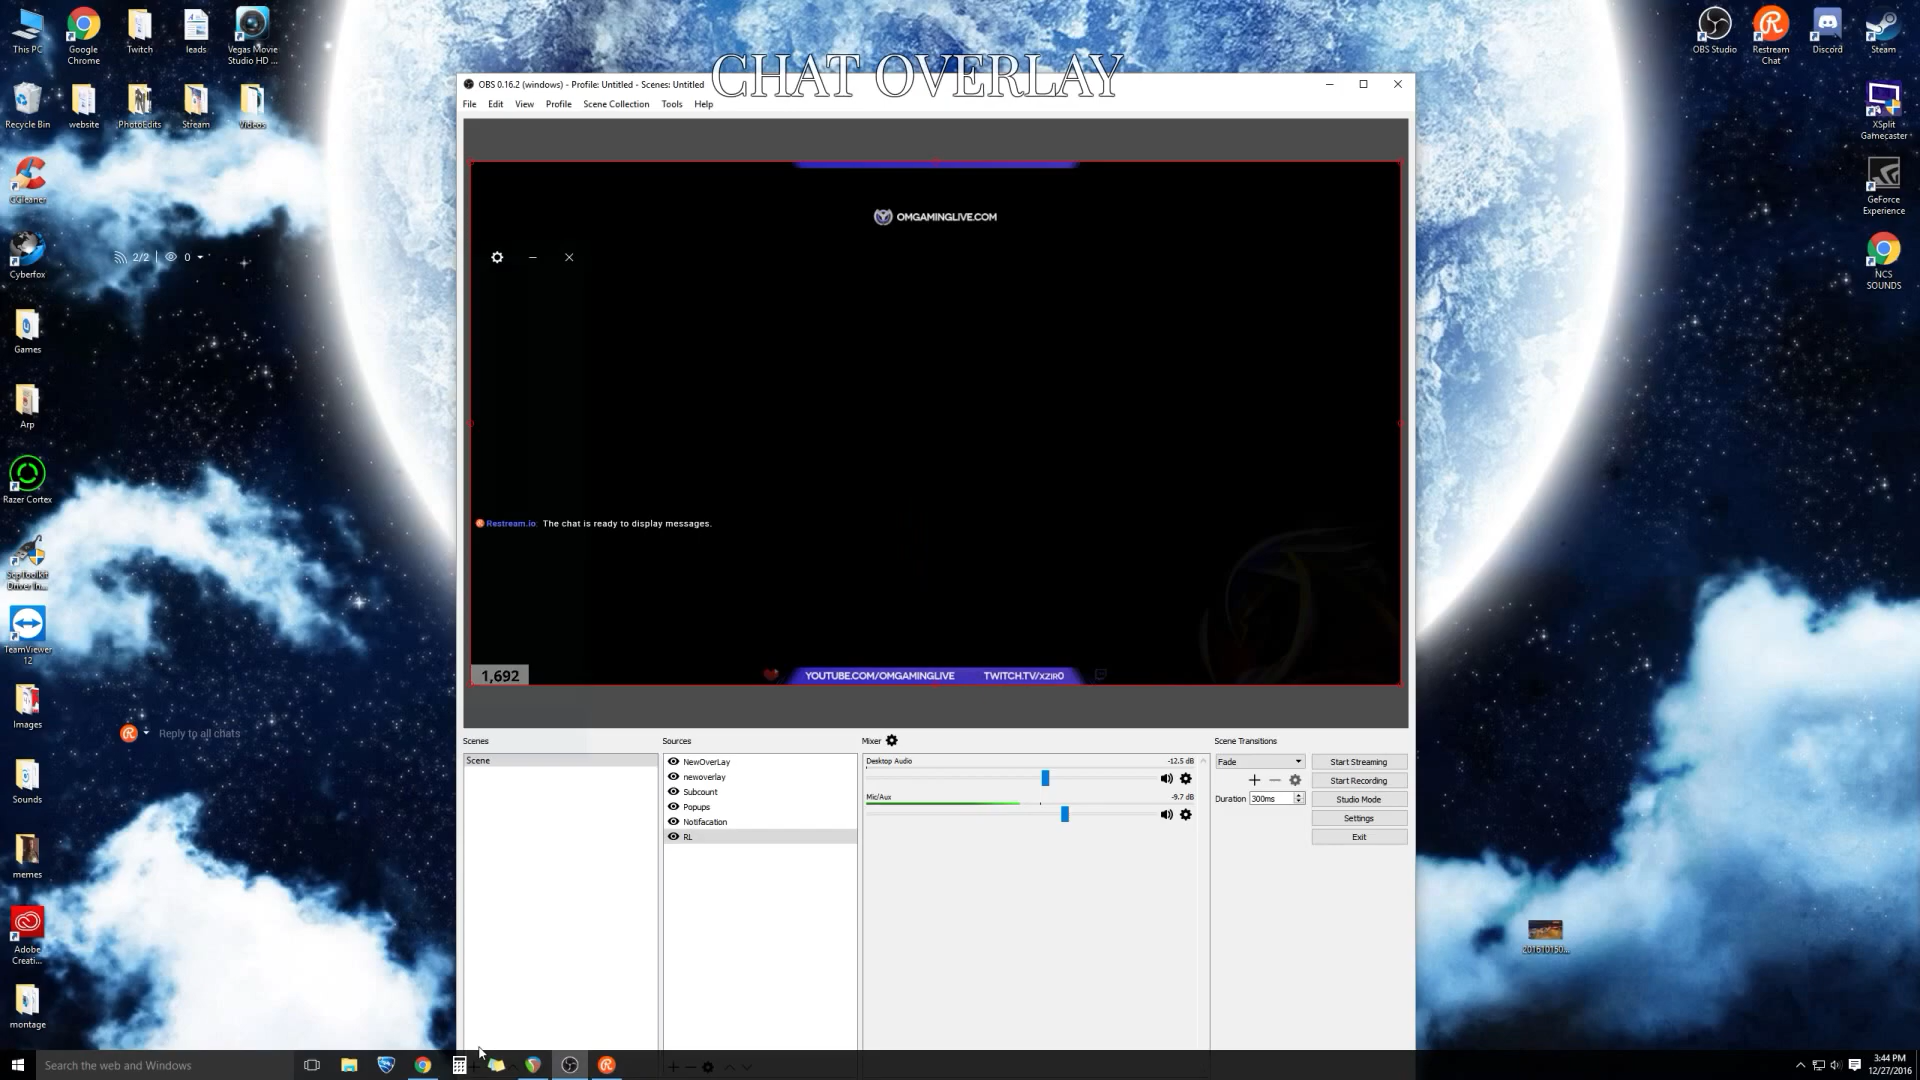 CHAT OVERLAY
This PC
Google Chrome
Twitch
leads
Vegas Movie Studio HD ...
Recycle Bin
website
PhotoEdits
Stream
Videos
CCleaner
Cyberfox
2/2
0
Games
Arp
Razer Cortex
ScpToolkit Driver In...
TeamViewer 12
Images
Reply to all chats
Sounds
memes
Adobe Creati...
montage
OBS 0.16.2 (windows) - Profile: Untitled - Scenes: Untitled
File Edit View Profile Scene Collection Tools Help
OMGAMINGLIVE.COM
Restream.io: The chat is ready to display messages.
1,692
YOUTUBE.COM/OMGAMINGLIVE TWITCH.TV/XZIR0
Scenes
Scene
Sources
NewOverLay
newoverlay
Subcount
Popups
Notifacation
RL
Mixer
Desktop Audio -12.5 dB
Mic/Aux -9.7 dB
Scene Transitions
Fade
Duration 300ms
Start Streaming
Start Recording
Studio Mode
Settings
Exit
OBS Studio
Restream Chat
Discord
Steam
XSplit Gamecaster
GeForce Experience
NCS SOUNDS
Search the web and Windows
3:44 PM
12/27/2016